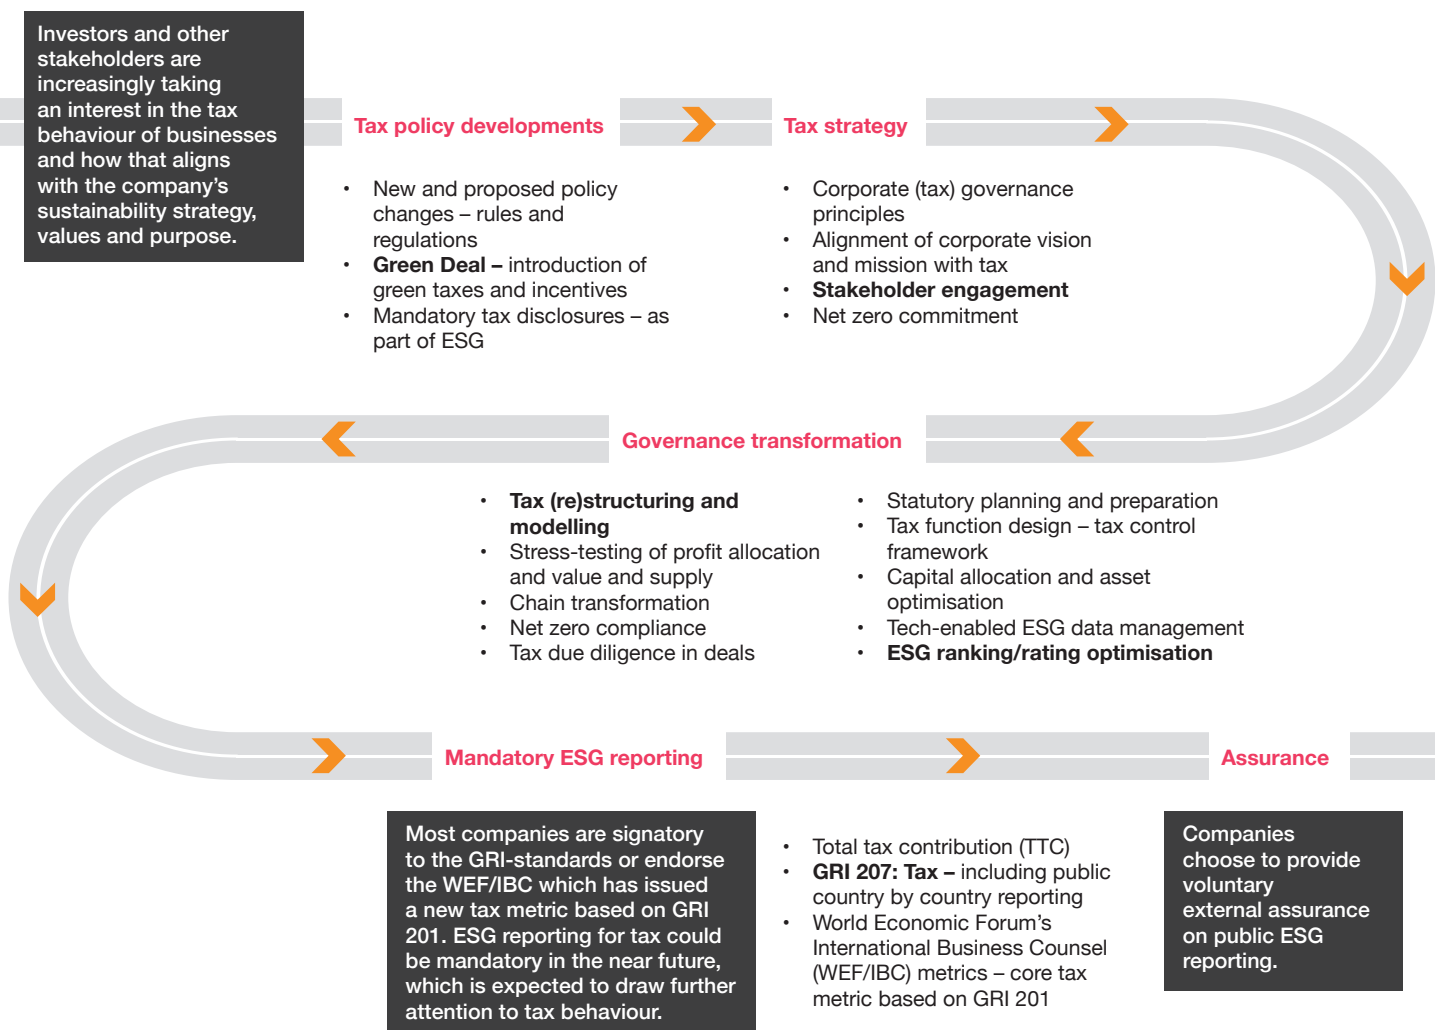 Investors and other
stakeholders are
increasingly taking
an interest in the tax
behaviour of businesses
and how that aligns
with the company's
sustainability strategy,
values and purpose.
Tax policy developments
• New and proposed policy
changes – rules and
regulations
• Green Deal – introduction of
green taxes and incentives
• Mandatory tax disclosures – as
part of ESG
Tax strategy
• Corporate (tax) governance
principles
• Alignment of corporate vision
and mission with tax
• Stakeholder engagement
• Net zero commitment
Governance transformation
• Tax (re)structuring and
modelling
• Stress-testing of profit allocation
and value and supply
• Chain transformation
• Net zero compliance
• Tax due diligence in deals
• Statutory planning and preparation
• Tax function design – tax control
framework
• Capital allocation and asset
optimisation
• Tech-enabled ESG data management
• ESG ranking/rating optimisation
Mandatory ESG reporting
Most companies are signatory
to the GRI-standards or endorse
the WEF/IBC which has issued
a new tax metric based on GRI
201. ESG reporting for tax could
be mandatory in the near future,
which is expected to draw further
attention to tax behaviour.
• Total tax contribution (TTC)
• GRI 207: Tax – including public
country by country reporting
• World Economic Forum's
International Business Counsel
(WEF/IBC) metrics – core tax
metric based on GRI 201
Assurance
Companies
choose to provide
voluntary
external assurance
on public ESG
reporting.